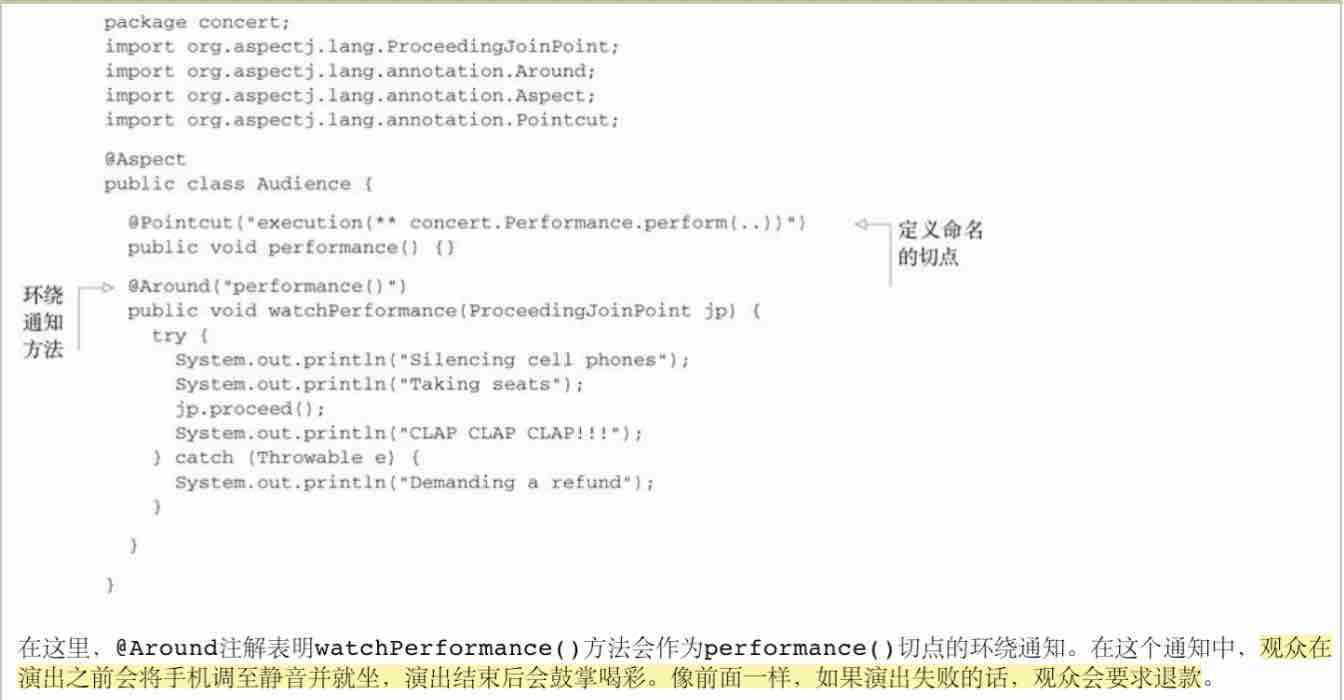 package concert;
import org.aspectj.lang.ProceedingJoinPoint;
import org.aspectj.lang.annotation.Around;
import org.aspectj.lang.annotation.Aspect;
import org.aspectj.lang.annotation.Pointcut;
@Aspect
public class Audience {
@Pointcut("execution(** concert.Performance.perform(..))")
public void performance() {}
定义命名
的切点
环绕
通知
方法
@Around("performance()")
public void watchPerformance(ProceedingJoinPoint jp) {
try {
System.out.println("Silencing cell phones");
System.out.println("Taking seats");
jp.proceed();
System.out.println("CLAP CLAP CLAP!!!");
} catch (Throwable e) {
System.out.println("Demanding a refund");
}
}
}
在这里，@Around注解表明watchPerformance()方法会作为performance()切点的环绕通知。在这个通知中，观众在
演出之前会将手机调至静音并就坐，演出结束后会鼓掌喝彩。像前面一样，如果演出失败的话，观众会要求退款。